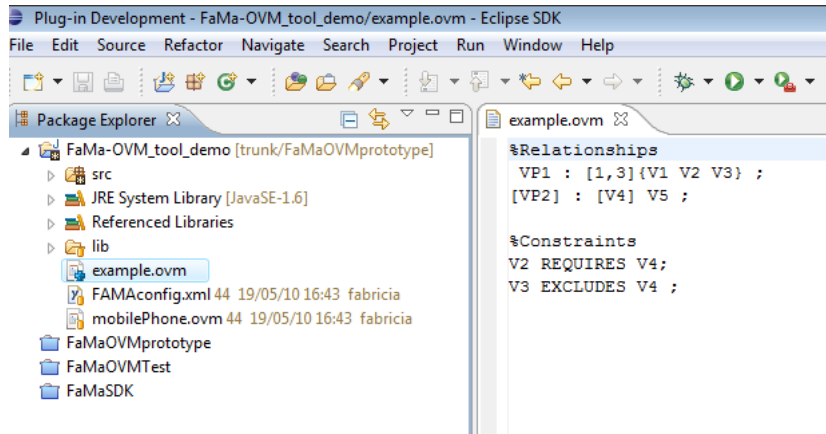 Plug-in Development - FaMa-OVM_tool_demo/example.ovm - Eclipse SDK
File Edit Source Refactor Navigate Search Project Run Window Help
Package Explorer
FaMa-OVM_tool_demo [trunk/FaMaOVMprototype]
src
JRE System Library [JavaSE-1.6]
Referenced Libraries
lib
example.ovm
FAMAconfig.xml 44 19/05/10 16:43 fabricia
mobilePhone.ovm 44 19/05/10 16:43 fabricia
FaMaOVMprototype
FaMaOVMTest
FaMaSDK
example.ovm
%Relationships
VP1 : [1,3]{V1 V2 V3} ;
[VP2] : [V4] V5 ;
%Constraints
V2 REQUIRES V4;
V3 EXCLUDES V4 ;